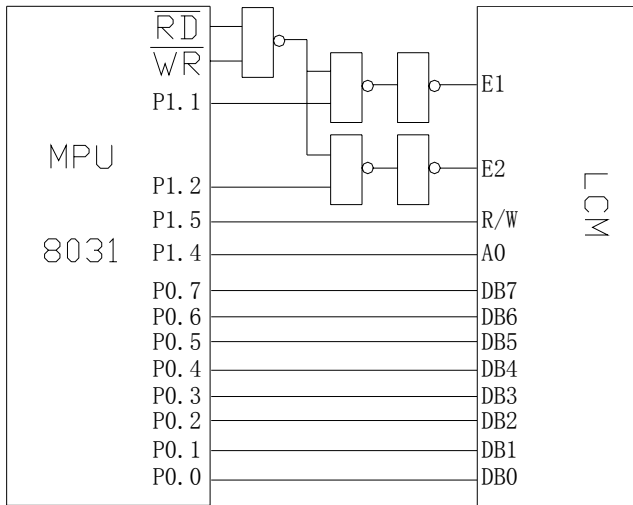 RD
WR
P1.1
E1
MPU
P1.2
E2
P1.5
R/W
8031
P1.4
A0
LCM
P0.7
DB7
P0.6
DB6
P0.5
DB5
P0.4
DB4
P0.3
DB3
P0.2
DB2
P0.1
DB1
P0.0
DB0